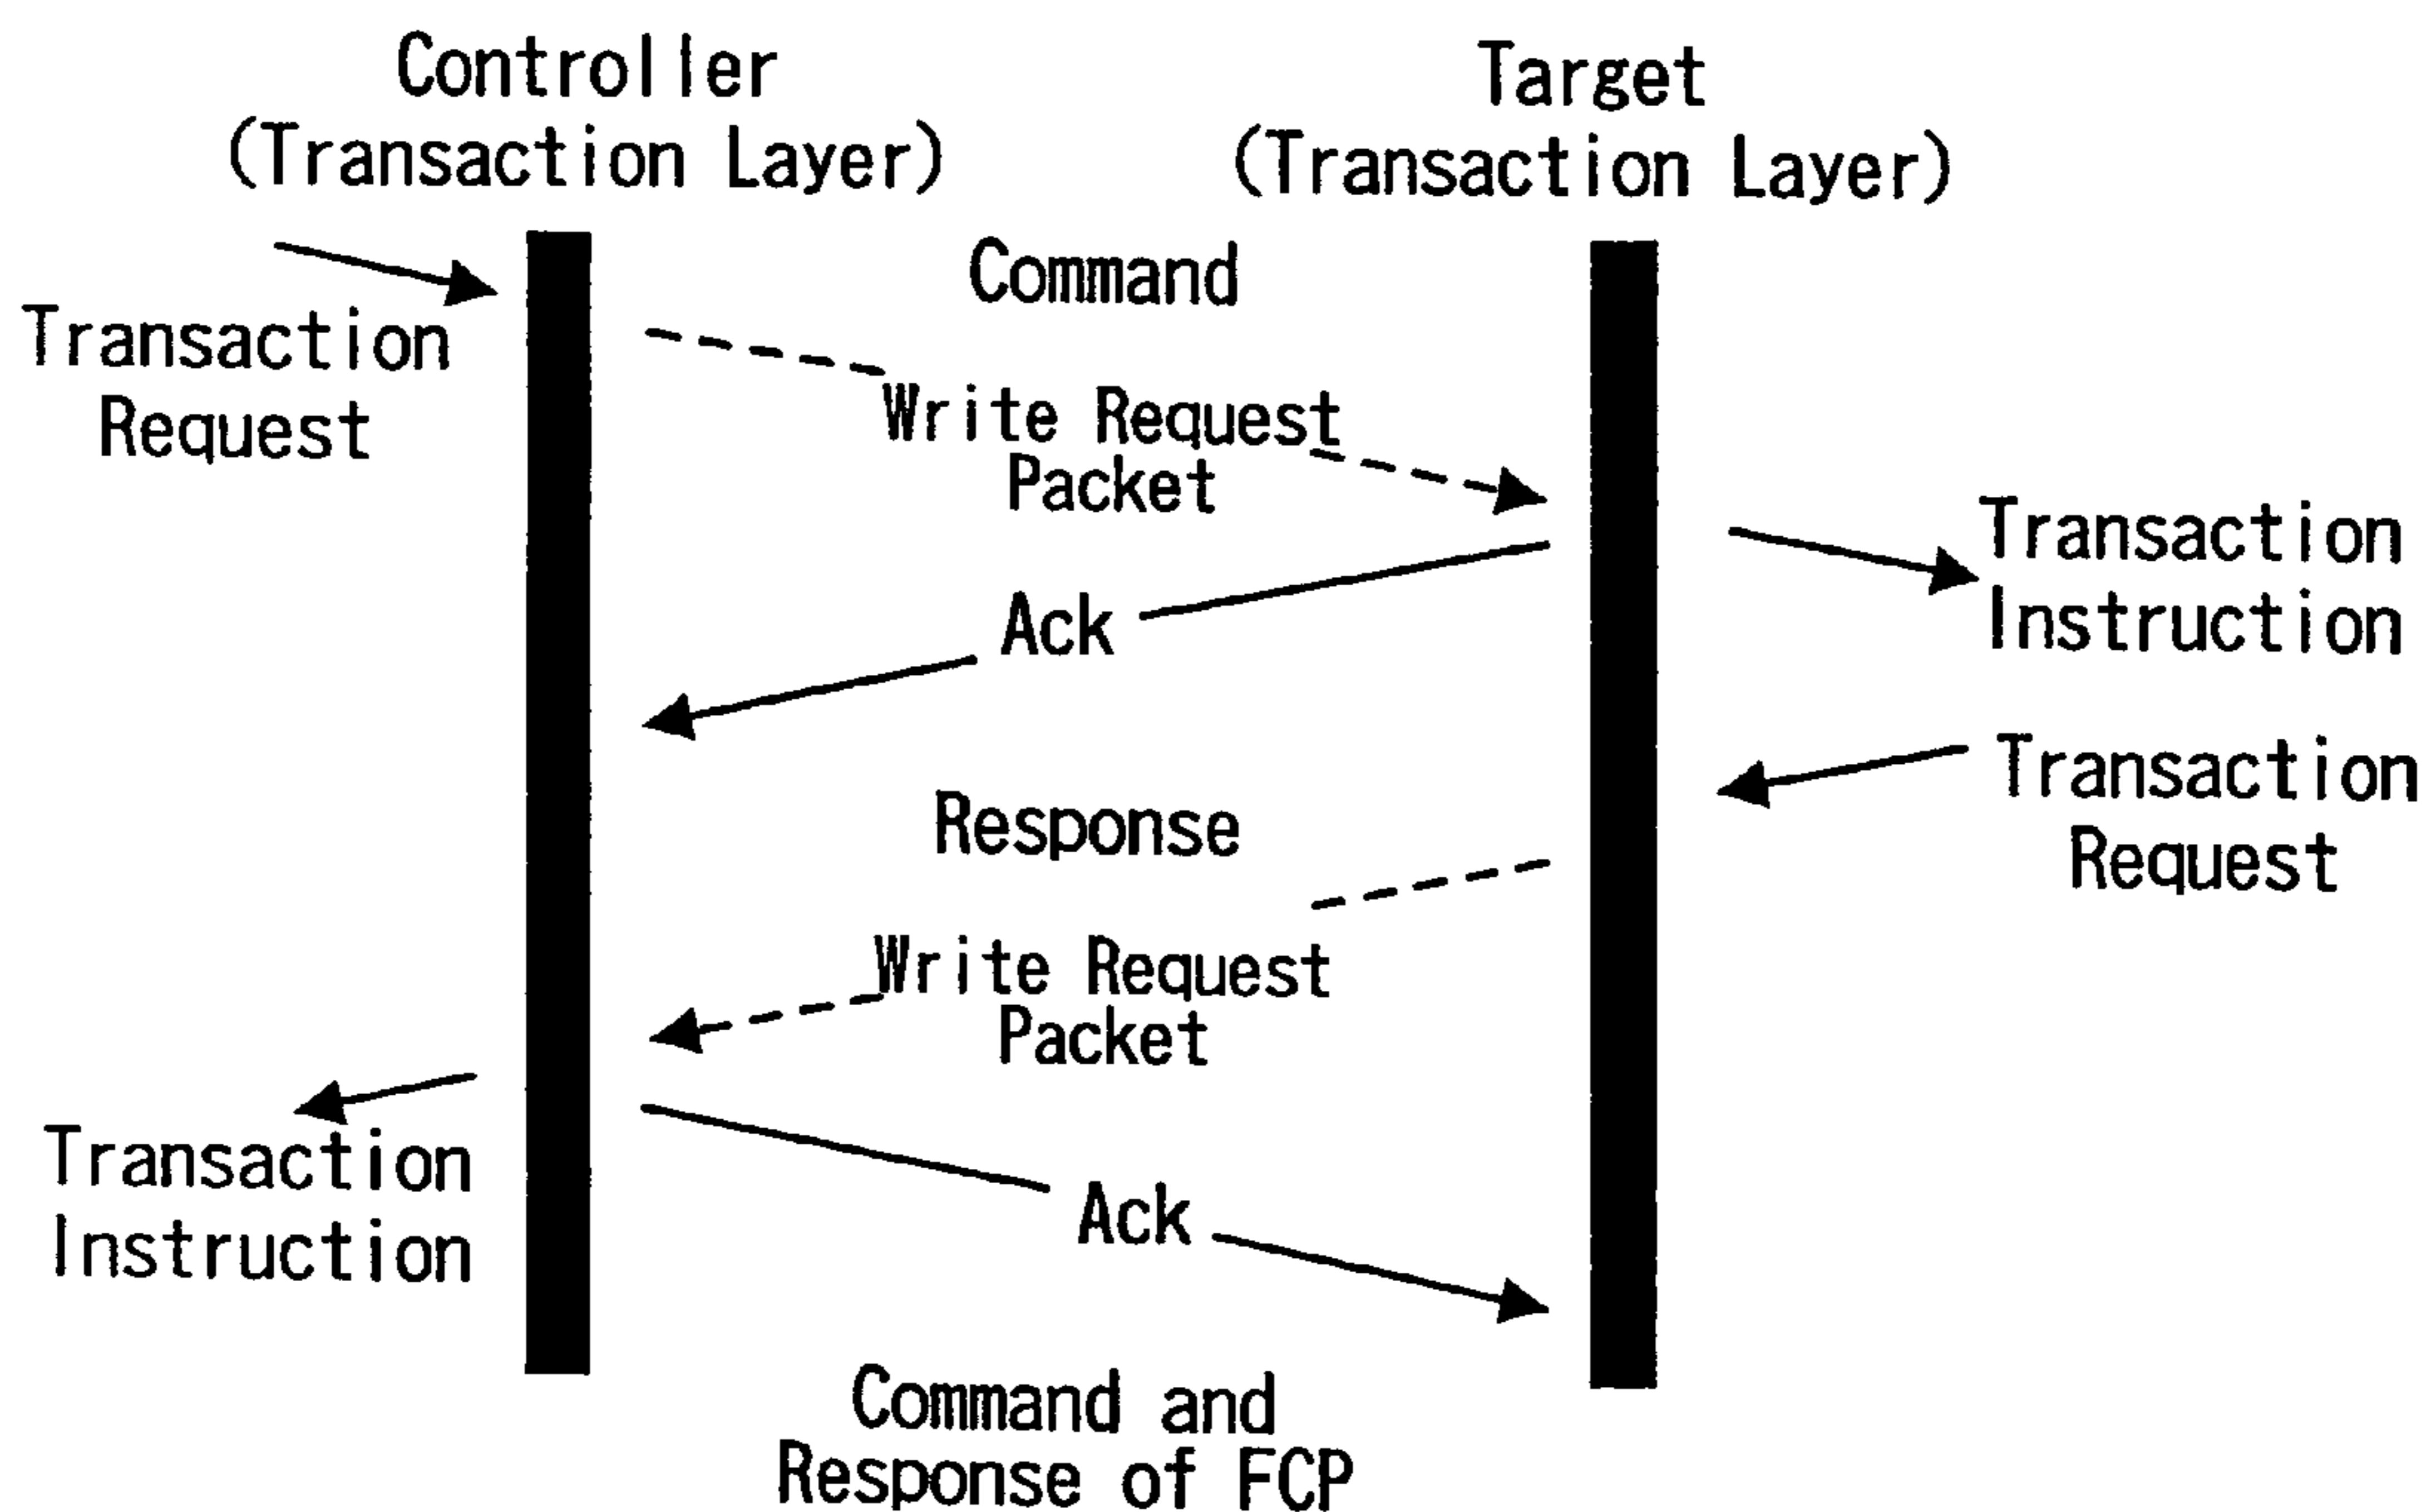 Controller
(Transaction Layer)
Target
(Transaction Layer)
Command
Transaction
Request
Write Request
Packet
Transaction
Instruction
Ack
Transaction
Request
Response
Write Request
Packet
Transaction
Instruction
Ack
Command and
Response of FCP